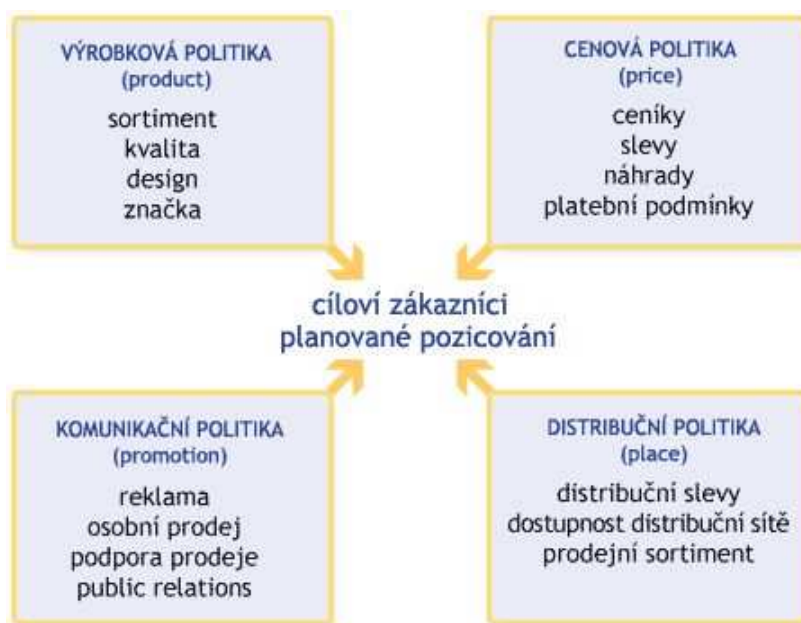 VÝROBKOVÁ POLITIKA
(product)
sortiment
kvalita
design
značka
CENOVÁ POLITIKA
(price)
ceníky
slevy
náhrady
platební podmínky
cíloví zákazníci
planované pozicování
KOMUNIKAČNÍ POLITIKA
(promotion)
reklama
osobní prodej
podpora prodeje
public relations
DISTRIBUČNÍ POLITIKA
(place)
distribuční slevy
dostupnost distribuční sítě
prodejní sortiment